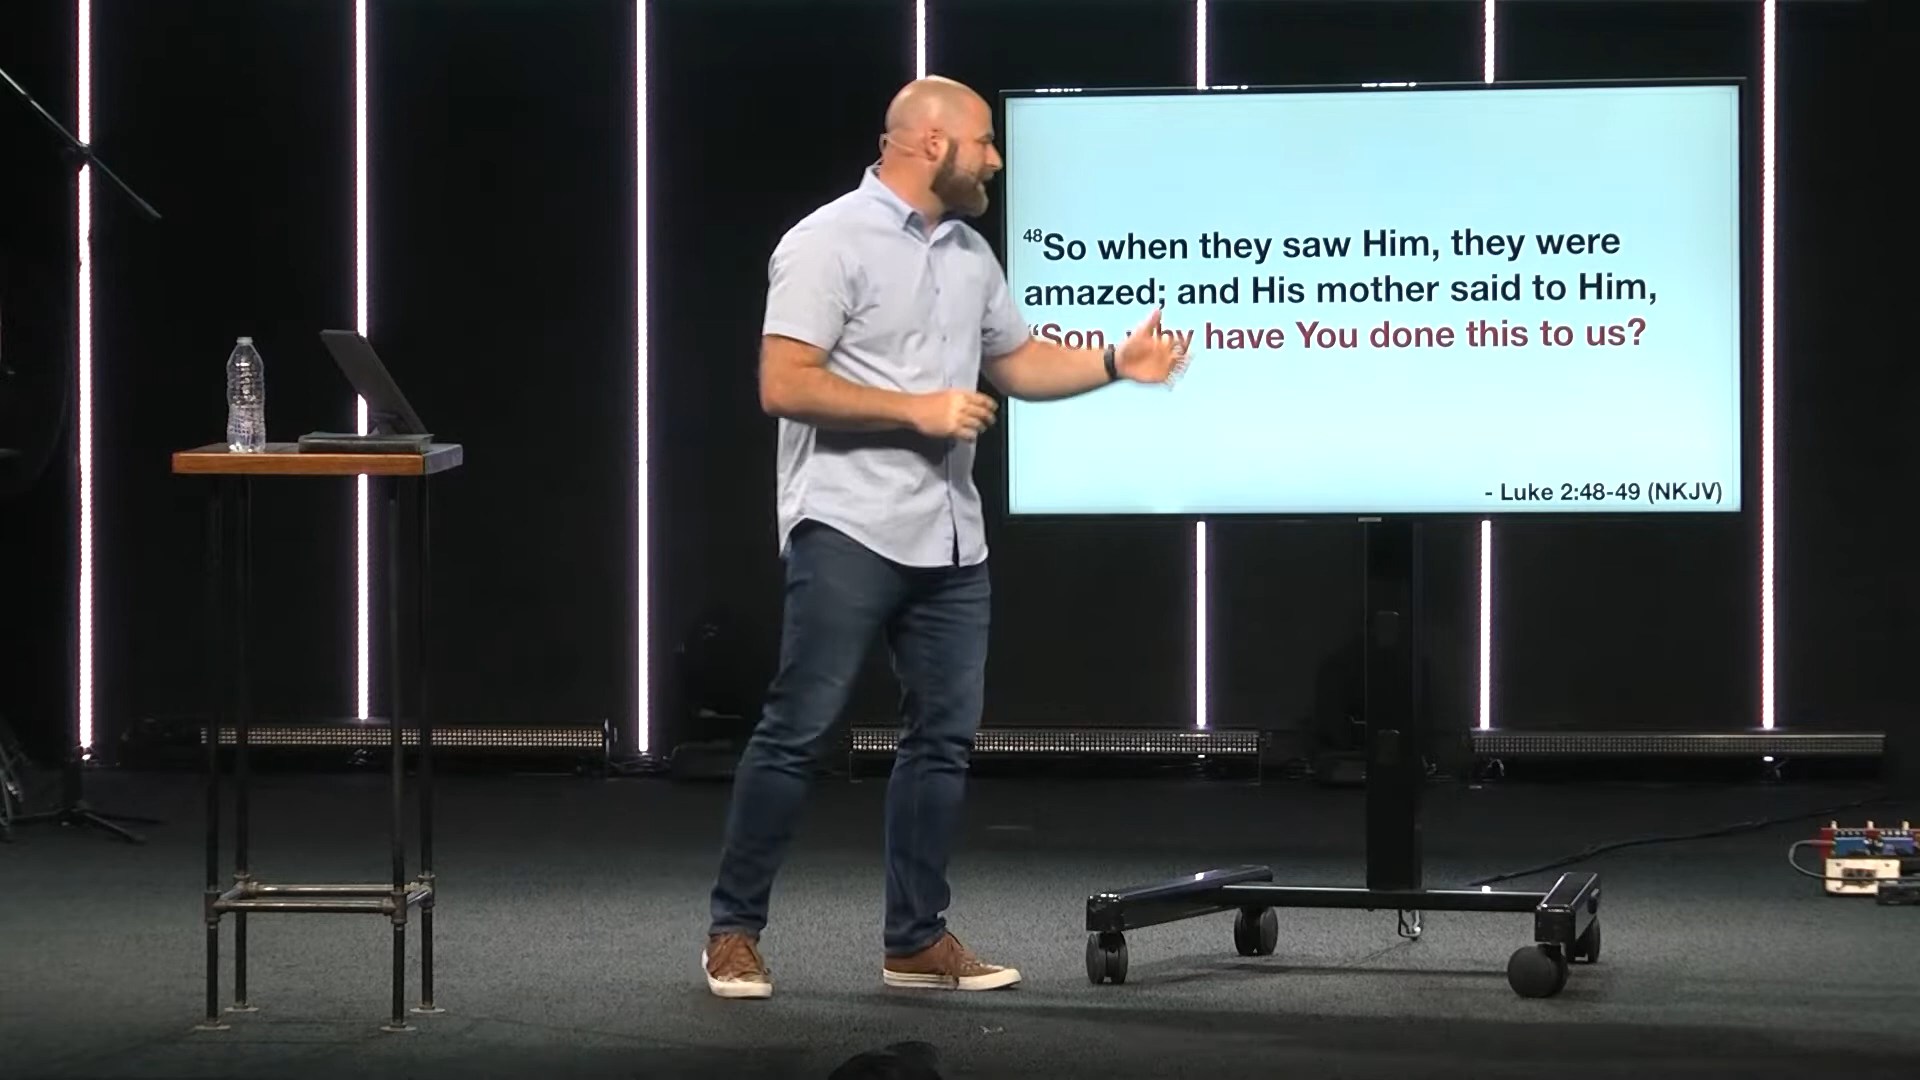 48So when they saw Him, they were
amazed; and His mother said to Him,
“Son, why have You done this to us?
- Luke 2:48-49 (NKJV)